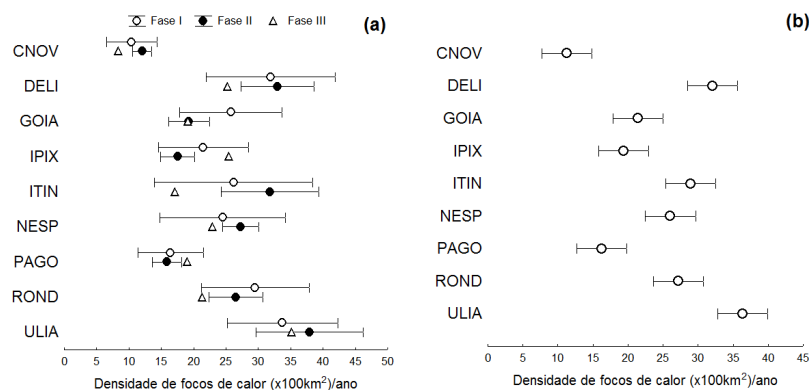 Fase I Fase II Fase III
(a)
CNOV
DELI
GOIA
IPIX
ITIN
NESP
PAGO
ROND
ULIA
0 5 10 15 20 25 30 35 40 45 50
Densidade de focos de calor (x100km²)/ano
(b)
CNOV
DELI
GOIA
IPIX
ITIN
NESP
PAGO
ROND
ULIA
0 5 10 15 20 25 30 35 40 45
Densidade de focos de calor (x100km²)/ano